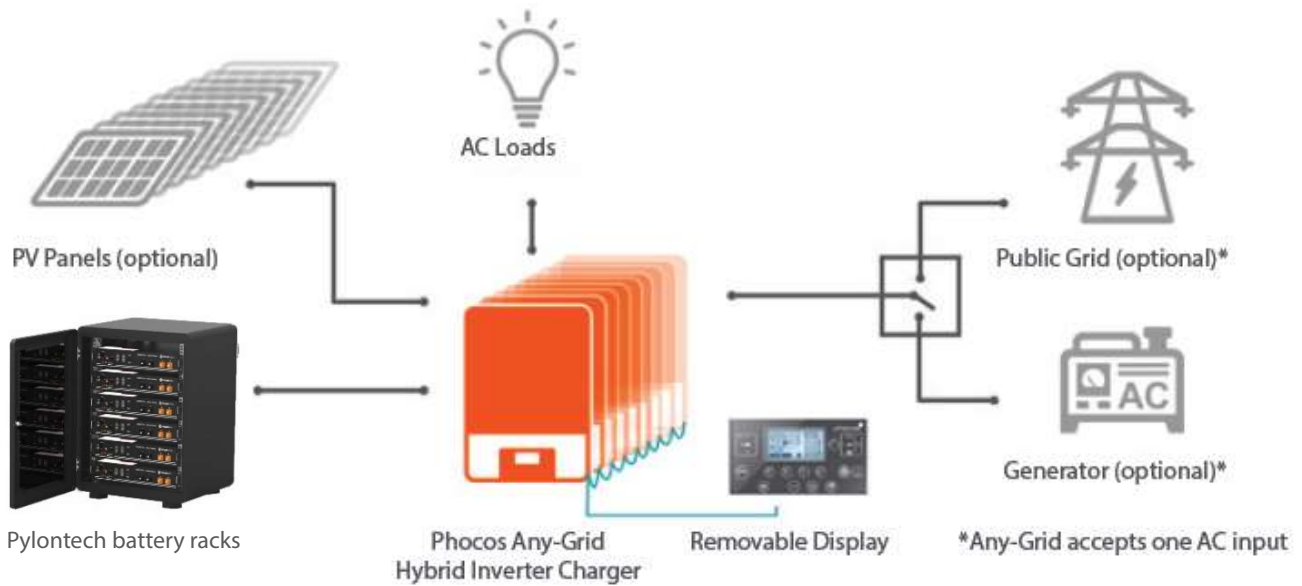 AC Loads
PV Panels (optional)
Public Grid (optional)*
AC
Generator (optional)*
Pylontech battery racks
Phocos Any-Grid
Hybrid Inverter Charger
Removable Display
*Any-Grid accepts one AC input